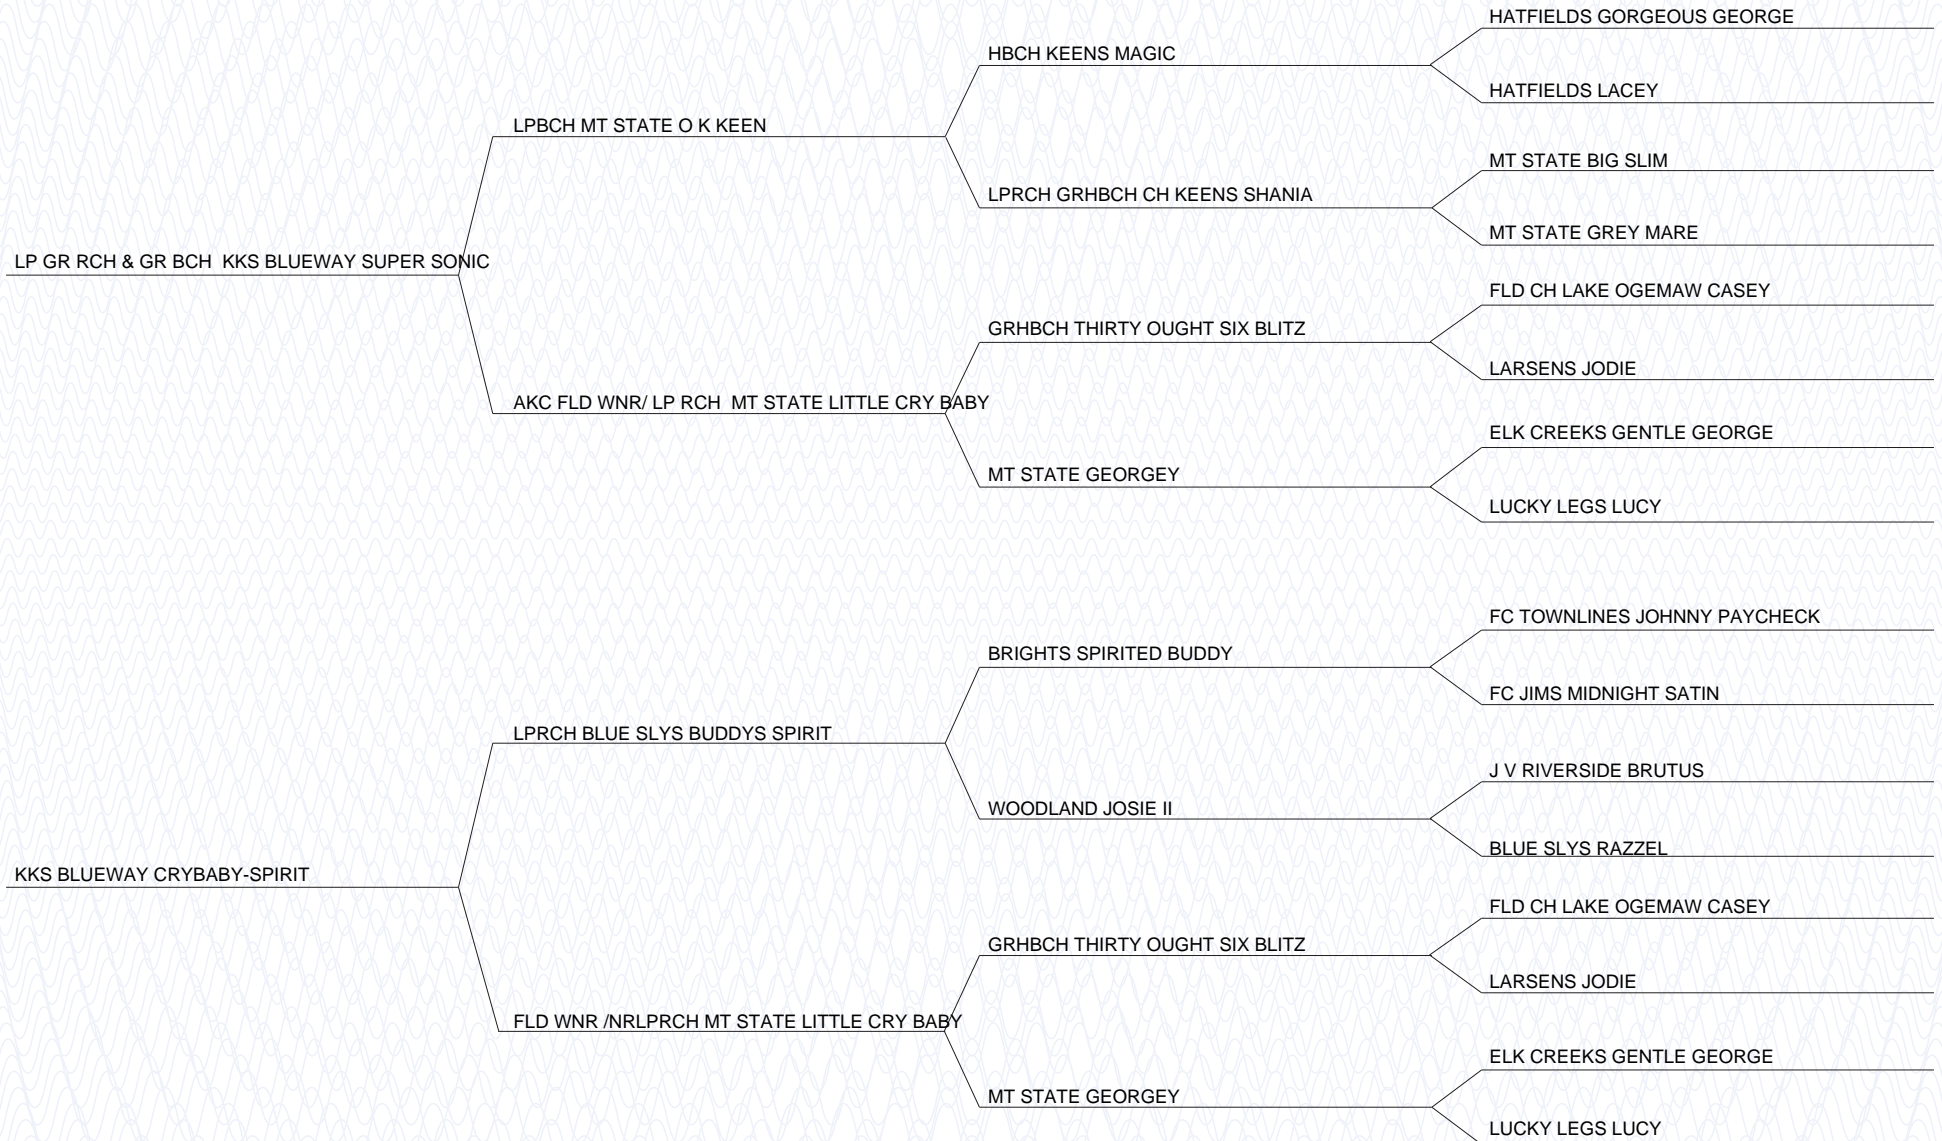 HATFIELDS GORGEOUS GEORGE
HBCH KEENS MAGIC
HATFIELDS LACEY
LPBCH MT STATE O K KEEN
MT STATE BIG SLIM
LPRCH GRHBCH CH KEENS SHANIA
MT STATE GREY MARE
LP GR RCH & GR BCH  KKS BLUEWAY SUPER SONIC
FLD CH LAKE OGEMAW CASEY
GRHBCH THIRTY OUGHT SIX BLITZ
LARSENS JODIE
AKC FLD WNR/ LP RCH  MT STATE LITTLE CRY BABY
ELK CREEKS GENTLE GEORGE
MT STATE GEORGEY
LUCKY LEGS LUCY
FC TOWNLINES JOHNNY PAYCHECK
BRIGHTS SPIRITED BUDDY
FC JIMS MIDNIGHT SATIN
LPRCH BLUE SLYS BUDDYS SPIRIT
J V RIVERSIDE BRUTUS
WOODLAND JOSIE II
BLUE SLYS RAZZEL
KKS BLUEWAY CRYBABY-SPIRIT
FLD CH LAKE OGEMAW CASEY
GRHBCH THIRTY OUGHT SIX BLITZ
LARSENS JODIE
FLD WNR /NRLPRCH MT STATE LITTLE CRY BABY
ELK CREEKS GENTLE GEORGE
MT STATE GEORGEY
LUCKY LEGS LUCY